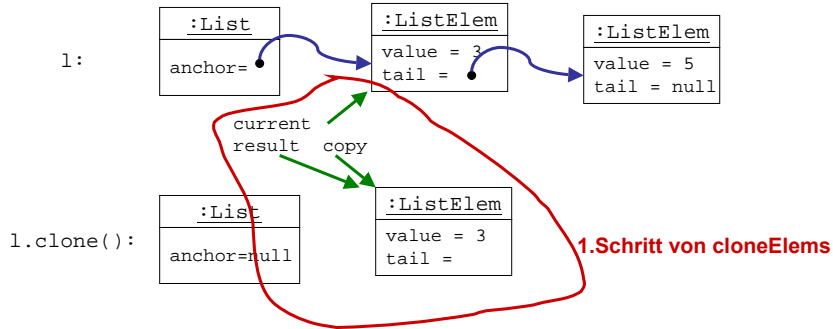 l:
:List
anchor=
:ListElem
value = 3
tail =
:ListElem
value = 5
tail = null
current
result copy
l.clone():
:List
anchor=null
:ListElem
value = 3
tail =
1.Schritt von cloneElems